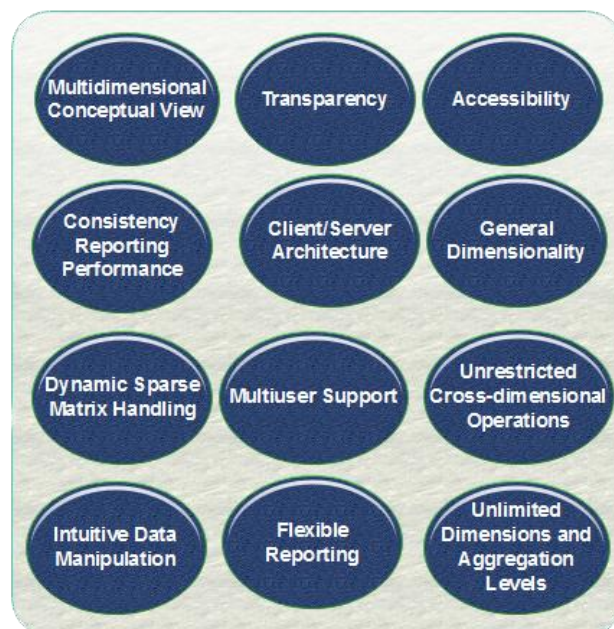 Multidimensional
Conceptual View
Transparency
Accessibility
Consistency
Reporting
Performance
Client/Server
Architecture
General
Dimensionality
Dynamic Sparse
Matrix Handling
Multiuser Support
Unrestricted
Cross-dimensional
Operations
Intuitive Data
Manipulation
Flexible
Reporting
Unlimited
Dimensions and
Aggregation
Levels